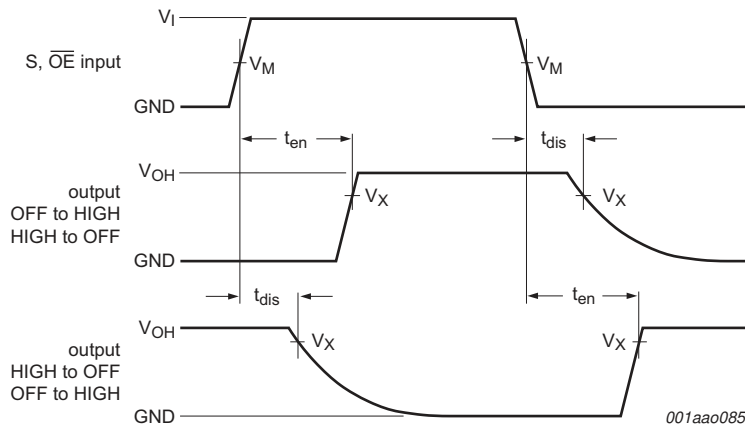 V_I
S, O̅E̅ input
V_M
V_M
GND
t_en
t_dis
V_OH
output
OFF to HIGH
HIGH to OFF
V_X
V_X
GND
t_dis
t_en
V_OH
output
HIGH to OFF
OFF to HIGH
V_X
V_X
GND
001aao085